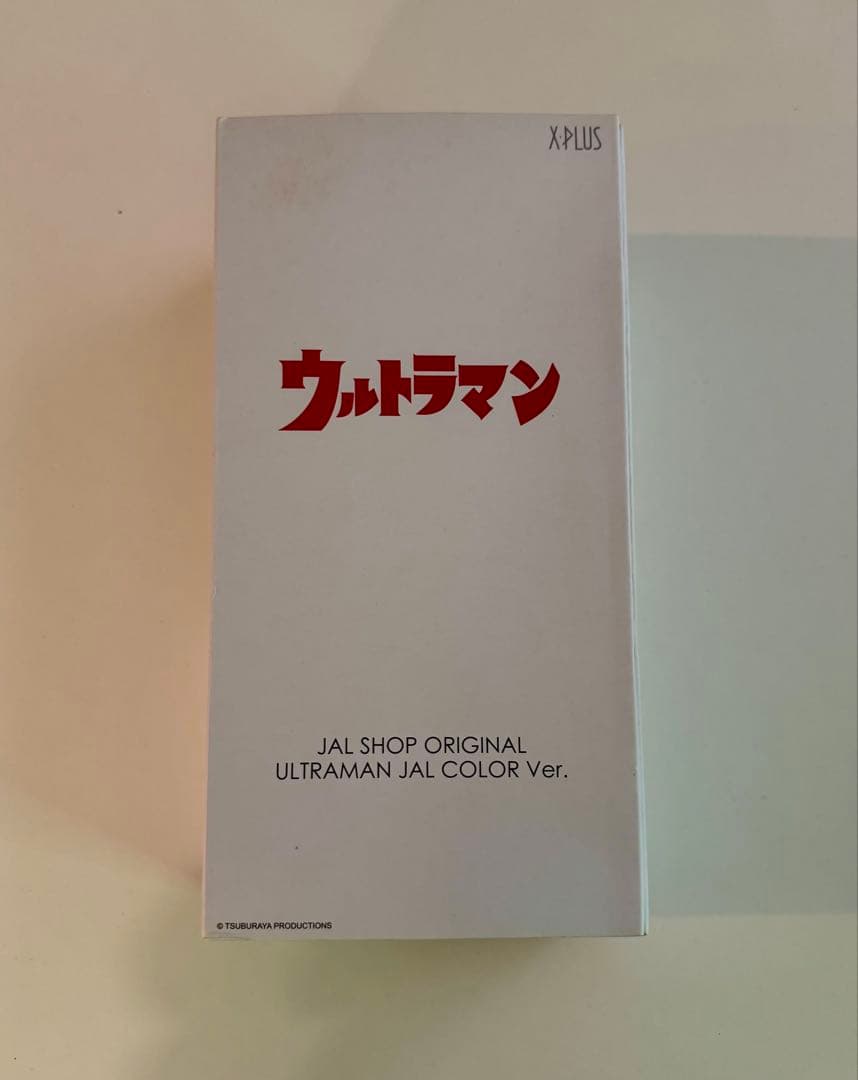 X·PLUS
ウルトラマン
JAL SHOP ORIGINAL
ULTRAMAN JAL COLOR Ver.
© TSUBURAYA PRODUCTIONS